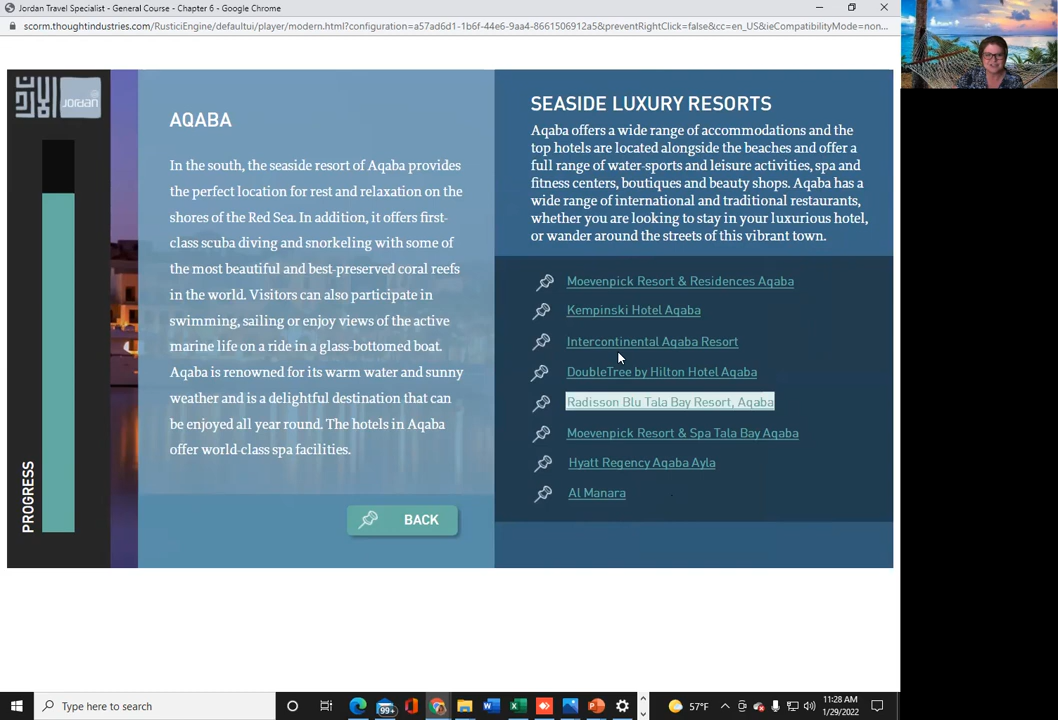 Jordan Travel Specialist - General Course - Chapter 6 - Google Chrome
scorm.thoughtindustries.com/RusticiEngine/defaultui/player/modern.html?configuration=a57ad6d1-1b6f-44e6-9aa4-8661506912a5&preventRightClick=false&cc=en_US&ieCompatibilityMode=non...
Jordan
PROGRESS
AQABA
In the south, the seaside resort of Aqaba provides
the perfect location for rest and relaxation on the
shores of the Red Sea. In addition, it offers first-
class scuba diving and snorkeling with some of
the most beautiful and best-preserved coral reefs
in the world. Visitors can also participate in
swimming, sailing or enjoy views of the active
marine life on a ride in a glass-bottomed boat.
Aqaba is renowned for its warm water and sunny
weather and is a delightful destination that can
be enjoyed all year round. The hotels in Aqaba
offer world-class spa facilities.
BACK
SEASIDE LUXURY RESORTS
Aqaba offers a wide range of accommodations and the
top hotels are located alongside the beaches and offer a
full range of water-sports and leisure activities, spa and
fitness centers, boutiques and beauty shops. Aqaba has a
wide range of international and traditional restaurants,
whether you are looking to stay in your luxurious hotel,
or wander around the streets of this vibrant town.
Moevenpick Resort & Residences Aqaba
Kempinski Hotel Aqaba
Intercontinental Aqaba Resort
DoubleTree by Hilton Hotel Aqaba
Radisson Blu Tala Bay Resort, Aqaba
Moevenpick Resort & Spa Tala Bay Aqaba
Hyatt Regency Aqaba Ayla
Al Manara
Type here to search
99+
57°F
11:28 AM
1/29/2022